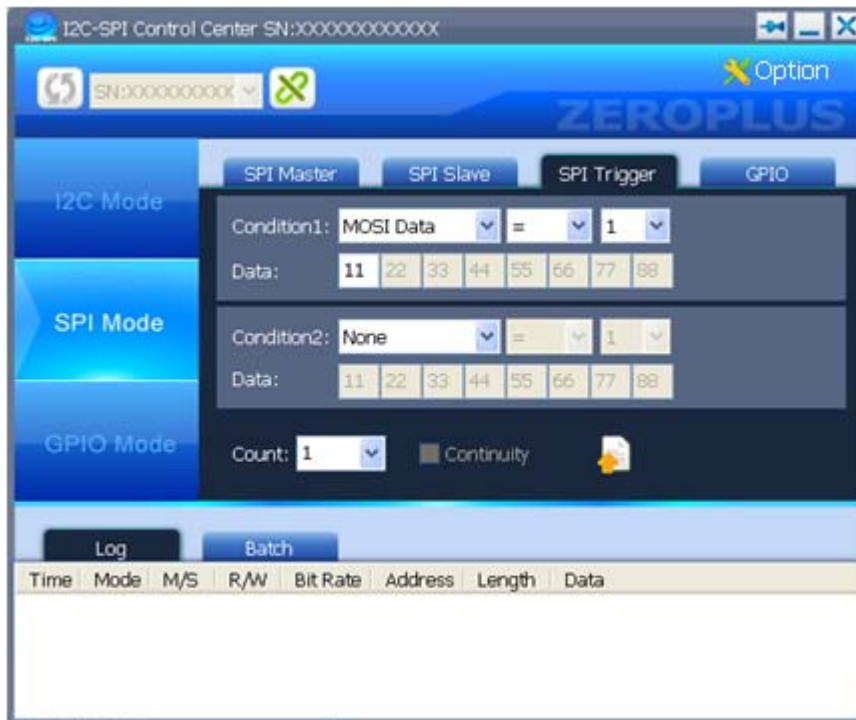 I2C-SPI Control Center SN:XXXXXXXXXXXXX
SN:XXXXXXXXX
Option
ZEROPLUS
I2C Mode
SPI Mode
GPIO Mode
SPI Master SPI Slave SPI Trigger GPIO
Condition1: MOSI Data = 1
Data: 11 22 33 44 55 66 77 88
Condition2: None = 1
Data: 11 22 33 44 55 66 77 88
Count: 1 Continuity
Log Batch
Time Mode M/S R/W Bit Rate Address Length Data